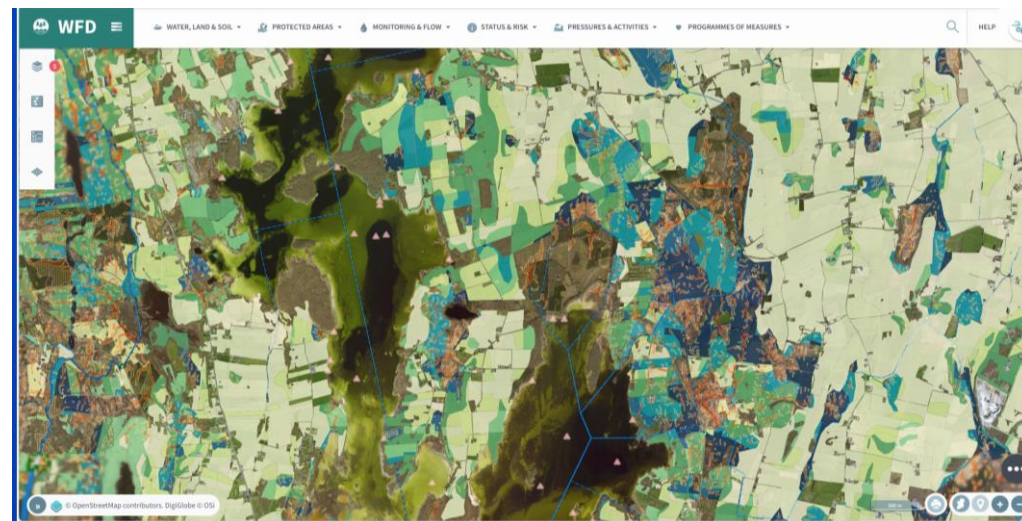 WFD
WATER, LAND & SOIL
PROTECTED AREAS
MONITORING & FLOW
STATUS & RISK
PRESSURES & ACTIVITIES
PROGRAMMES OF MEASURES
HELP
© OpenStreetMap contributors. DigiGlobe © OSi